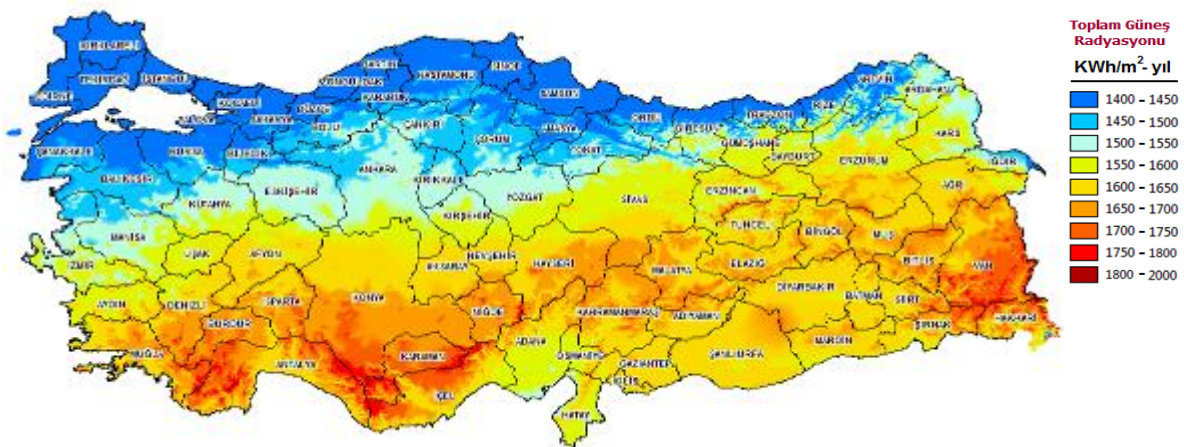 Toplam Güneş
Radyasyonu
KWh/m²- yıl
1400 - 1450
1450 - 1500
1500 - 1550
1550 - 1600
1600 - 1650
1650 - 1700
1700 - 1750
1750 - 1800
1800 - 2000
KIRKLARELİ
TEKİRDAĞ
İSTANBUL
EDİRNE
KOCAELİ
YALOVA
SAKARYA
DÜZCE
BOLU
ZONGULDAK
BARTIN
KARABÜK
KASTAMONU
SİNOP
SAMSUN
ÇANKIRI
ÇORUM
AMASYA
TOKAT
ORDU
GİRESUN
TRABZON
RİZE
ARTVİN
ARDAHAN
KARS
GÜMÜŞHANE
BAYBURT
ERZURUM
IĞDIR
AĞRI
ÇANAKKALE
BALIKESİR
BURSA
BİLECİK
ESKİŞEHİR
KÜTAHYA
ANKARA
KIRIKKALE
KIRŞEHİR
YOZGAT
SİVAS
ERZİNCAN
TUNCELİ
BİNGÖL
MUŞ
BİTLİS
VAN
MANİSA
İZMİR
UŞAK
AFYON
AKSARAY
NEVŞEHİR
KAYSERİ
MALATYA
ELAZIĞ
DİYARBAKIR
BATMAN
SİİRT
ŞIRNAK
HAKKARİ
AYDIN
DENİZLİ
ISPARTA
BURDUR
KONYA
NİĞDE
KAHRAMANMARAŞ
ADIYAMAN
MARDİN
ŞANLIURFA
MUĞLA
ANTALYA
KARAMAN
İÇEL
ADANA
OSMANİYE
GAZİANTEP
KİLİS
HATAY